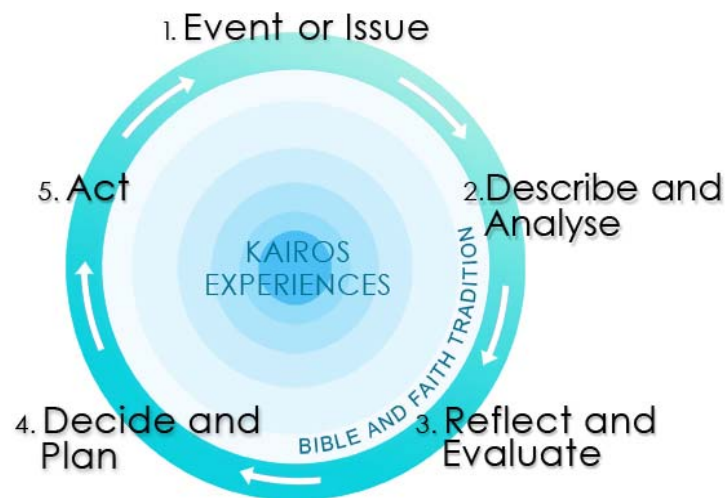 1. Event or Issue
2. Describe and
Analyse
3. Reflect and
Evaluate
4. Decide and
Plan
5. Act
KAIROS
EXPERIENCES
BIBLE AND FAITH TRADITION